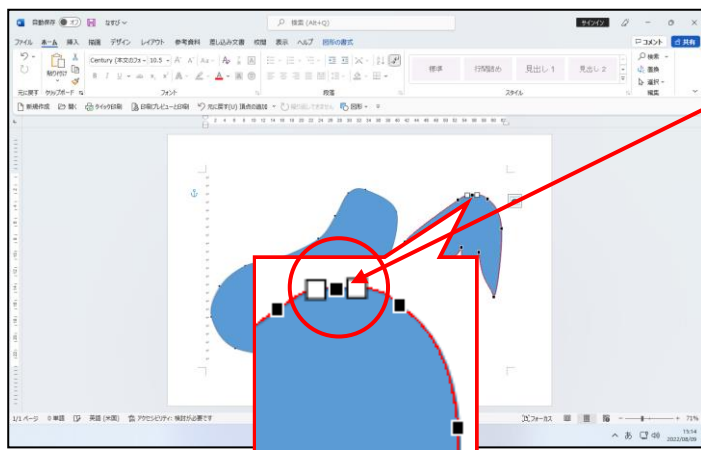 自動保存 オフ なすび
検索 (Alt+Q)
サインイン
ファイル ホーム 挿入 描画 デザイン レイアウト 参考資料 差し込み文書 校閲 表示 ヘルプ 図形の書式
コメント 共有
貼り付け
Century (本文のフォ 10.5
標準 行間詰め 見出し 1 見出し 2
検索
置換
選択
元に戻す クリップボード フォント 段落 スタイル 編集
新規作成 開く クイック印刷 印刷プレビューと印刷 元に戻す(U) 頂点の追加 図形
1/1 ページ 0 単語 英語 (米国) アクセシビリティ: 検討が必要です
フォーカス 71%
あ
15:14
2022/08/09